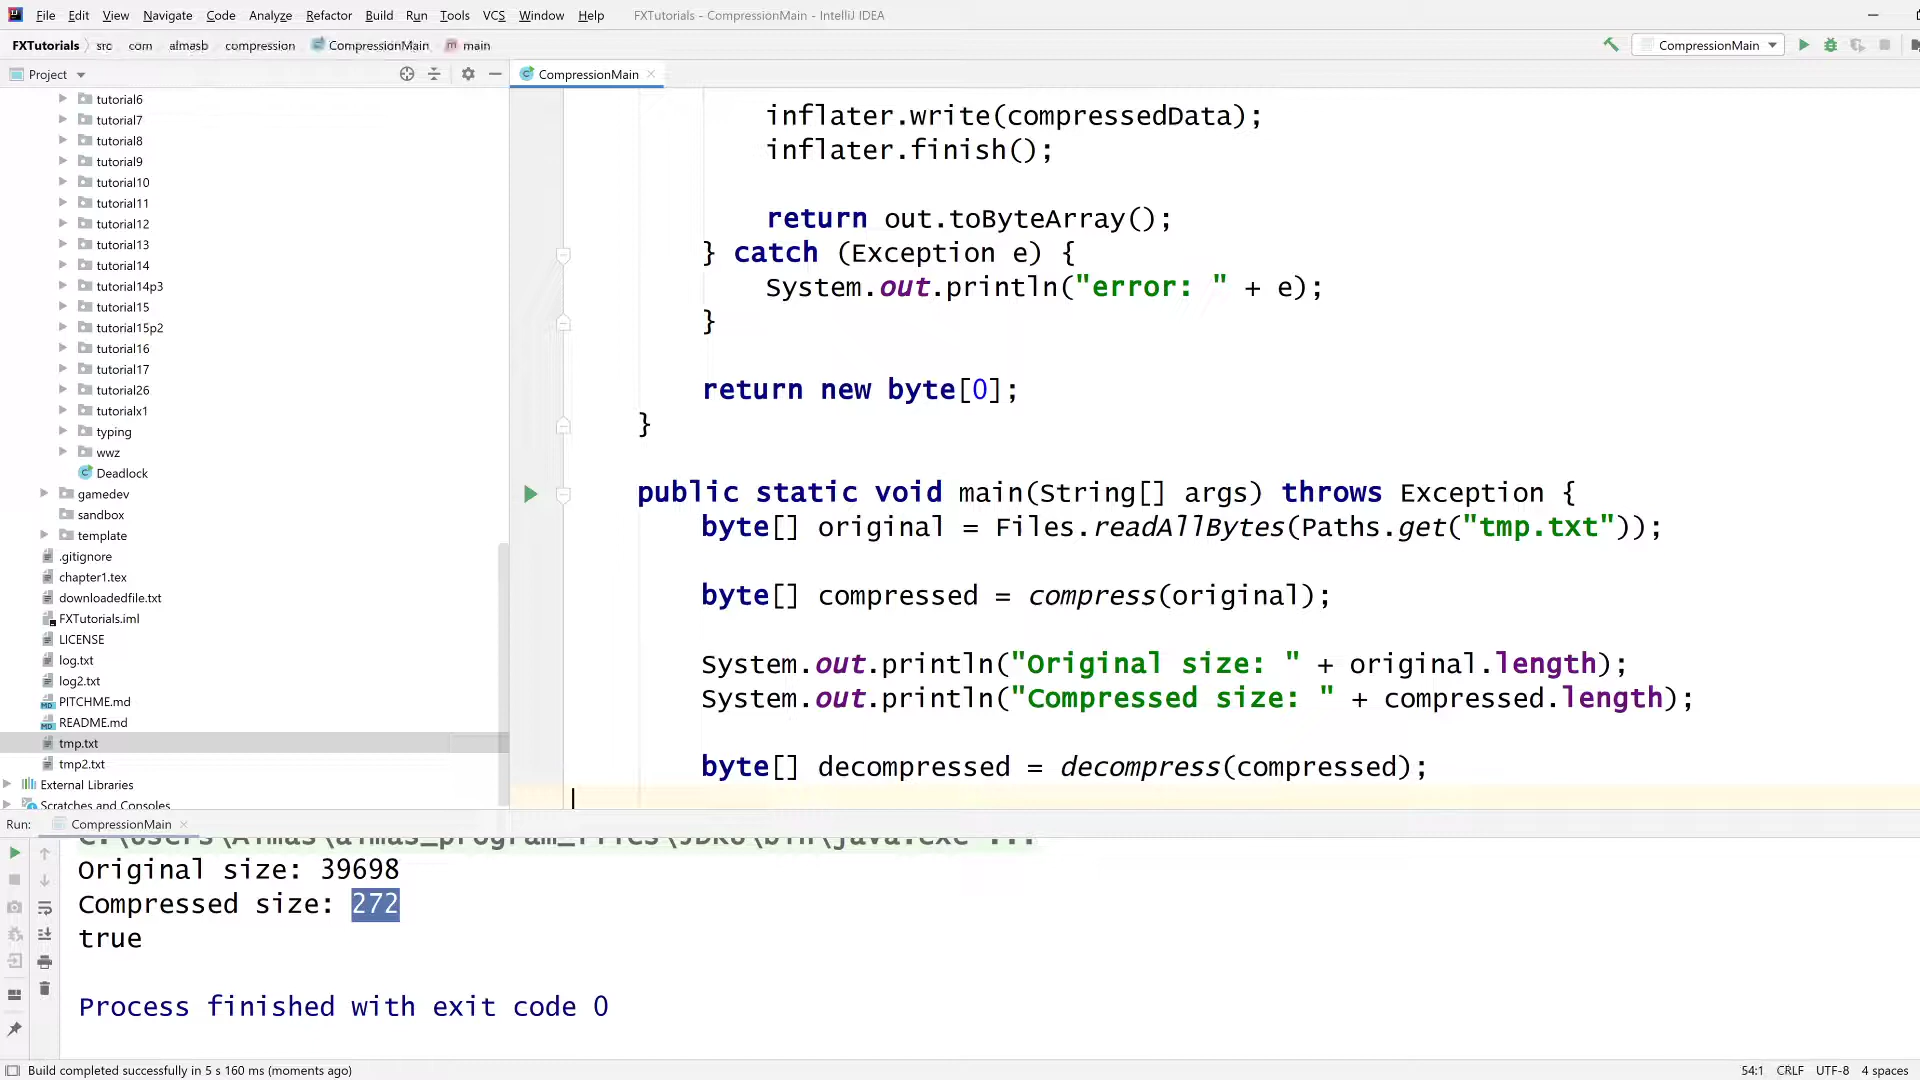 File Edit View Navigate Code Analyze Refactor Build Run Tools VCS Window Help FXTutorials - CompressionMain - IntelliJ IDEA
FXTutorials src com almasb compression CompressionMain m main CompressionMain
Project CompressionMain
tutorial6
tutorial7
tutorial8
tutorial9
tutorial10
tutorial11
tutorial12
tutorial13
tutorial14
tutorial14p3
tutorial15
tutorial15p2
tutorial16
tutorial17
tutorial26
tutorialx1
typing
wwz
Deadlock
gamedev
sandbox
template
.gitignore
chapter1.tex
downloadedfile.txt
FXTutorials.iml
LICENSE
log.txt
log2.txt
PITCHME.md
README.md
tmp.txt
tmp2.txt
External Libraries
Scratches and Consoles
inflater.write(compressedData);
inflater.finish();
return out.toByteArray();
} catch (Exception e) {
System.out.println("error: " + e);
}
return new byte[0];
}
public static void main(String[] args) throws Exception {
byte[] original = Files.readAllBytes(Paths.get("tmp.txt"));
byte[] compressed = compress(original);
System.out.println("Original size: " + original.length);
System.out.println("Compressed size: " + compressed.length);
byte[] decompressed = decompress(compressed);
Run: CompressionMain
C:\Users\Almas\almas_program_files\JDK8\bin\java.exe ...
Original size: 39698
Compressed size: 272
true
Process finished with exit code 0
Build completed successfully in 5 s 160 ms (moments ago) 54:1 CRLF UTF-8 4 spaces